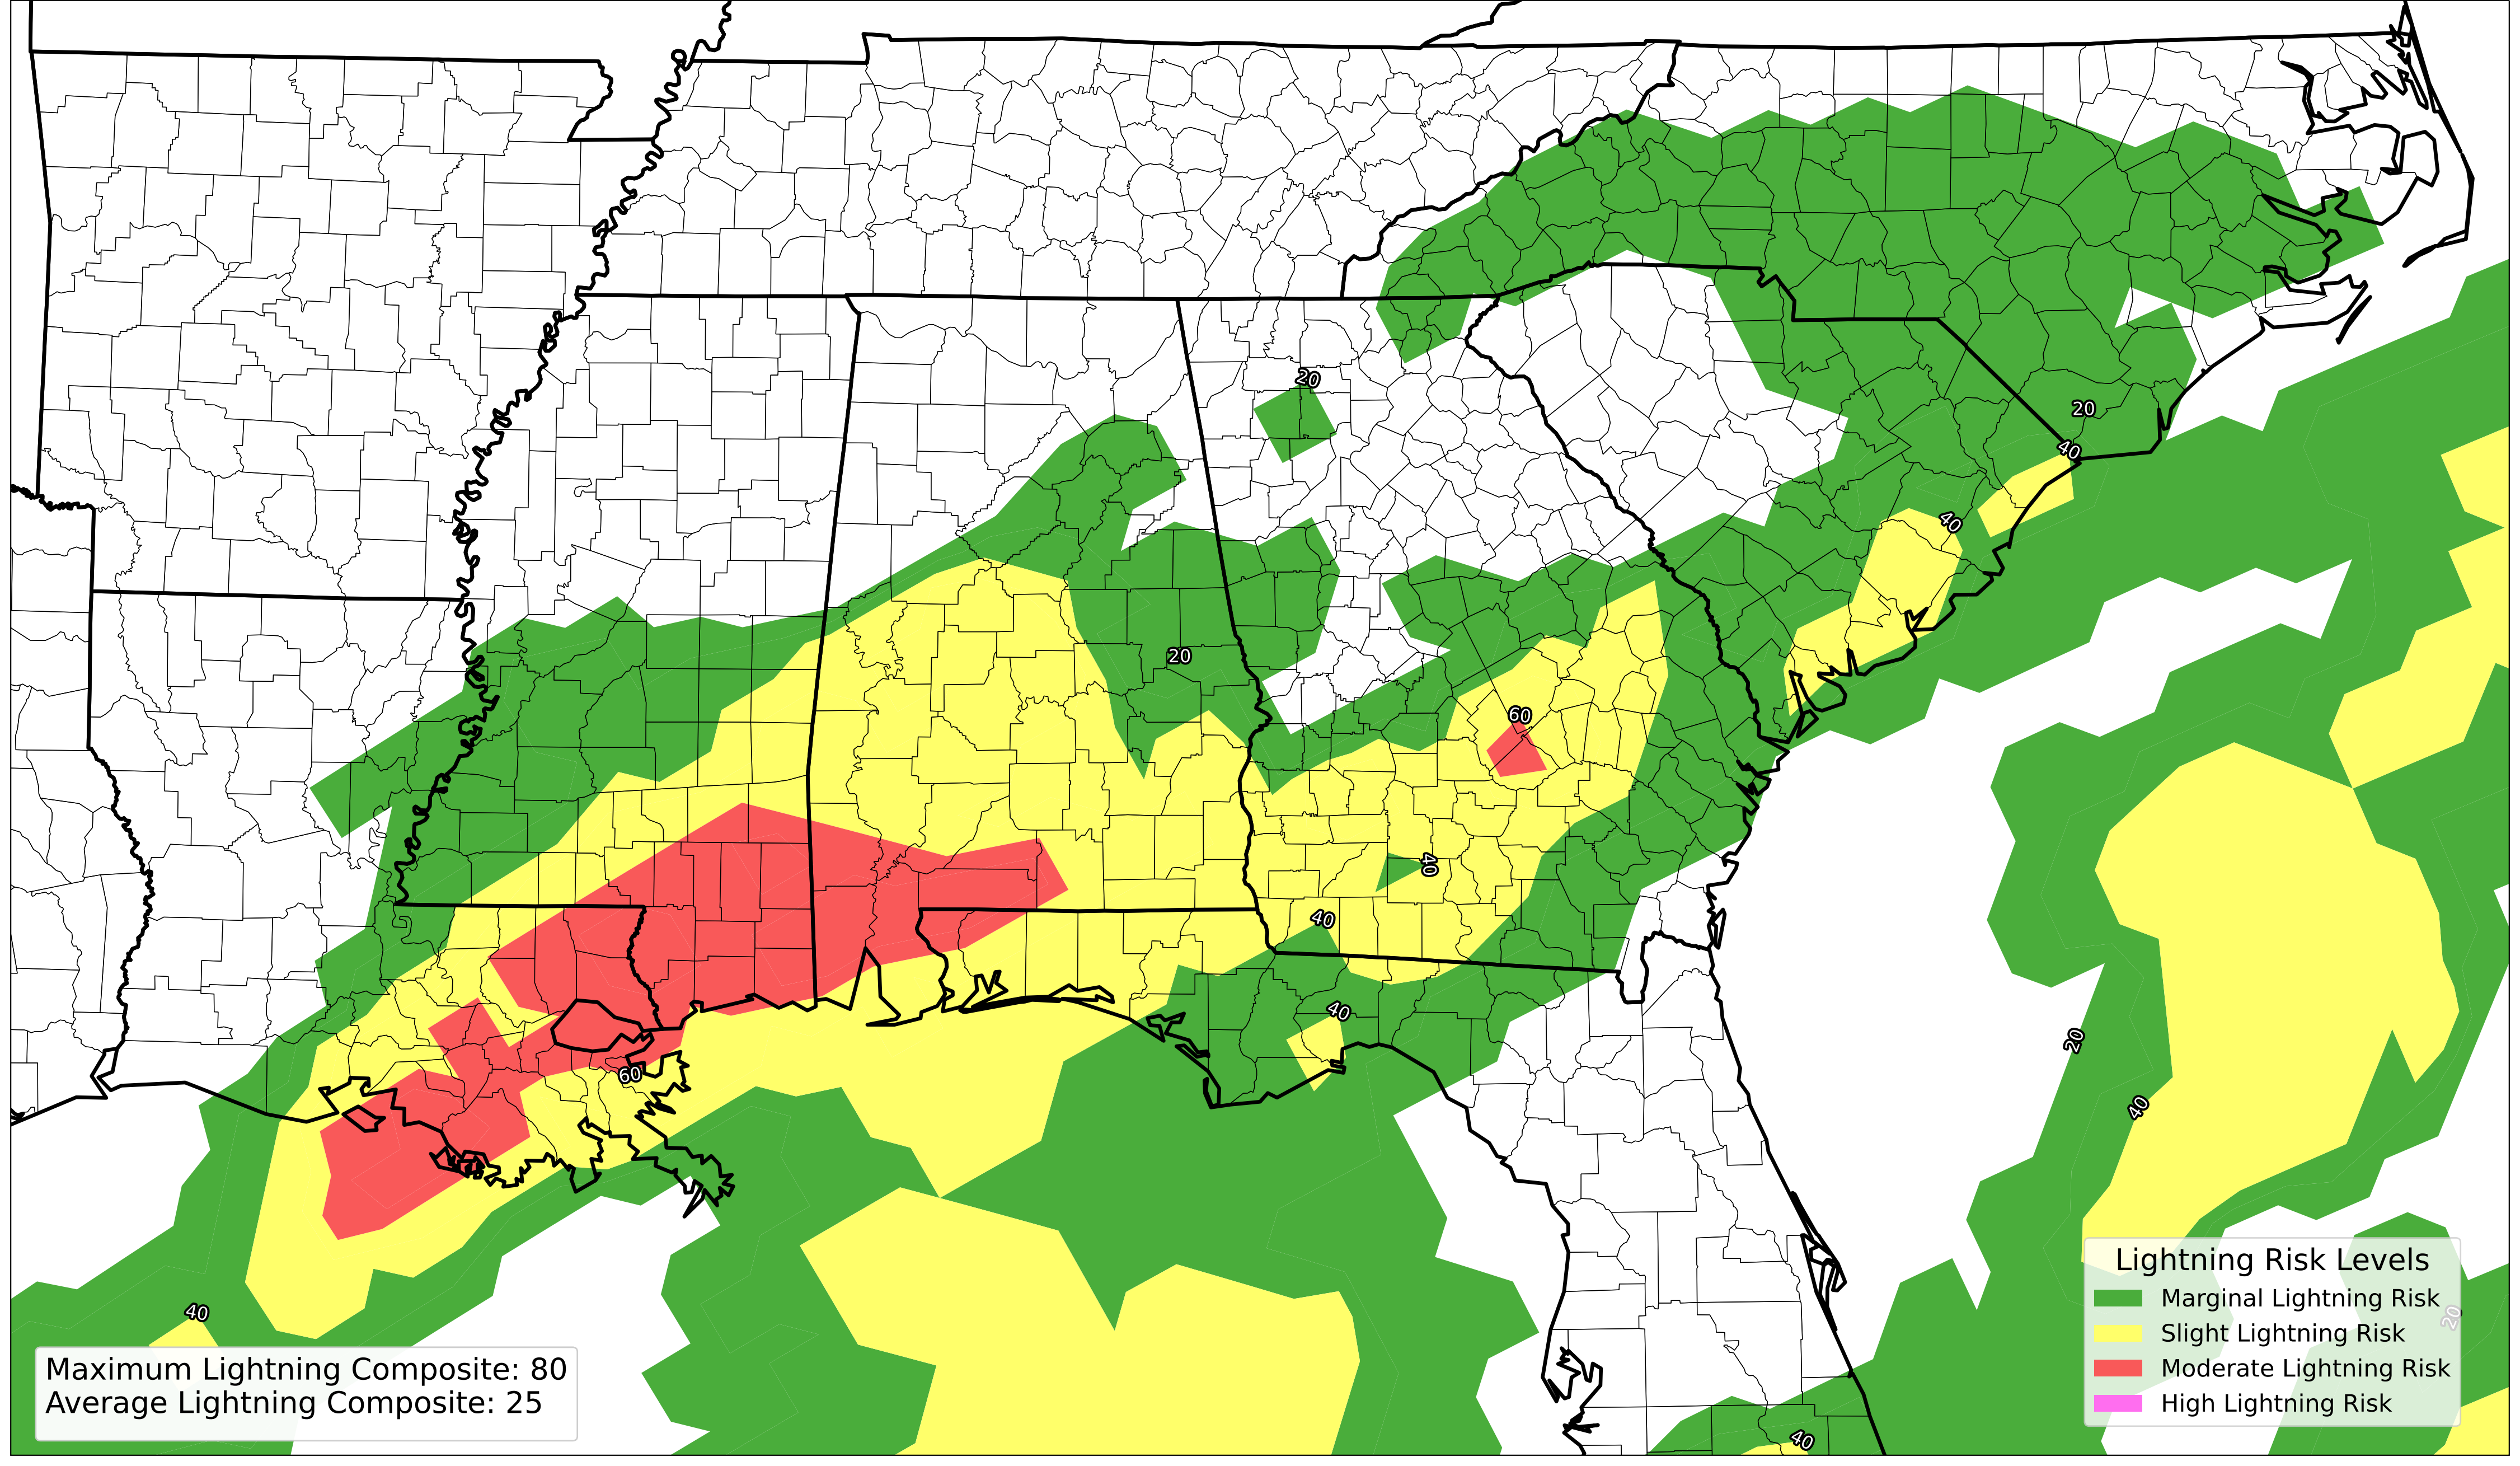 20
20
40
40
20
60
40
40
40
20
60
40
40
20
40
Maximum Lightning Composite: 80
Average Lightning Composite: 25
Lightning Risk Levels
Marginal Lightning Risk
Slight Lightning Risk
Moderate Lightning Risk
High Lightning Risk